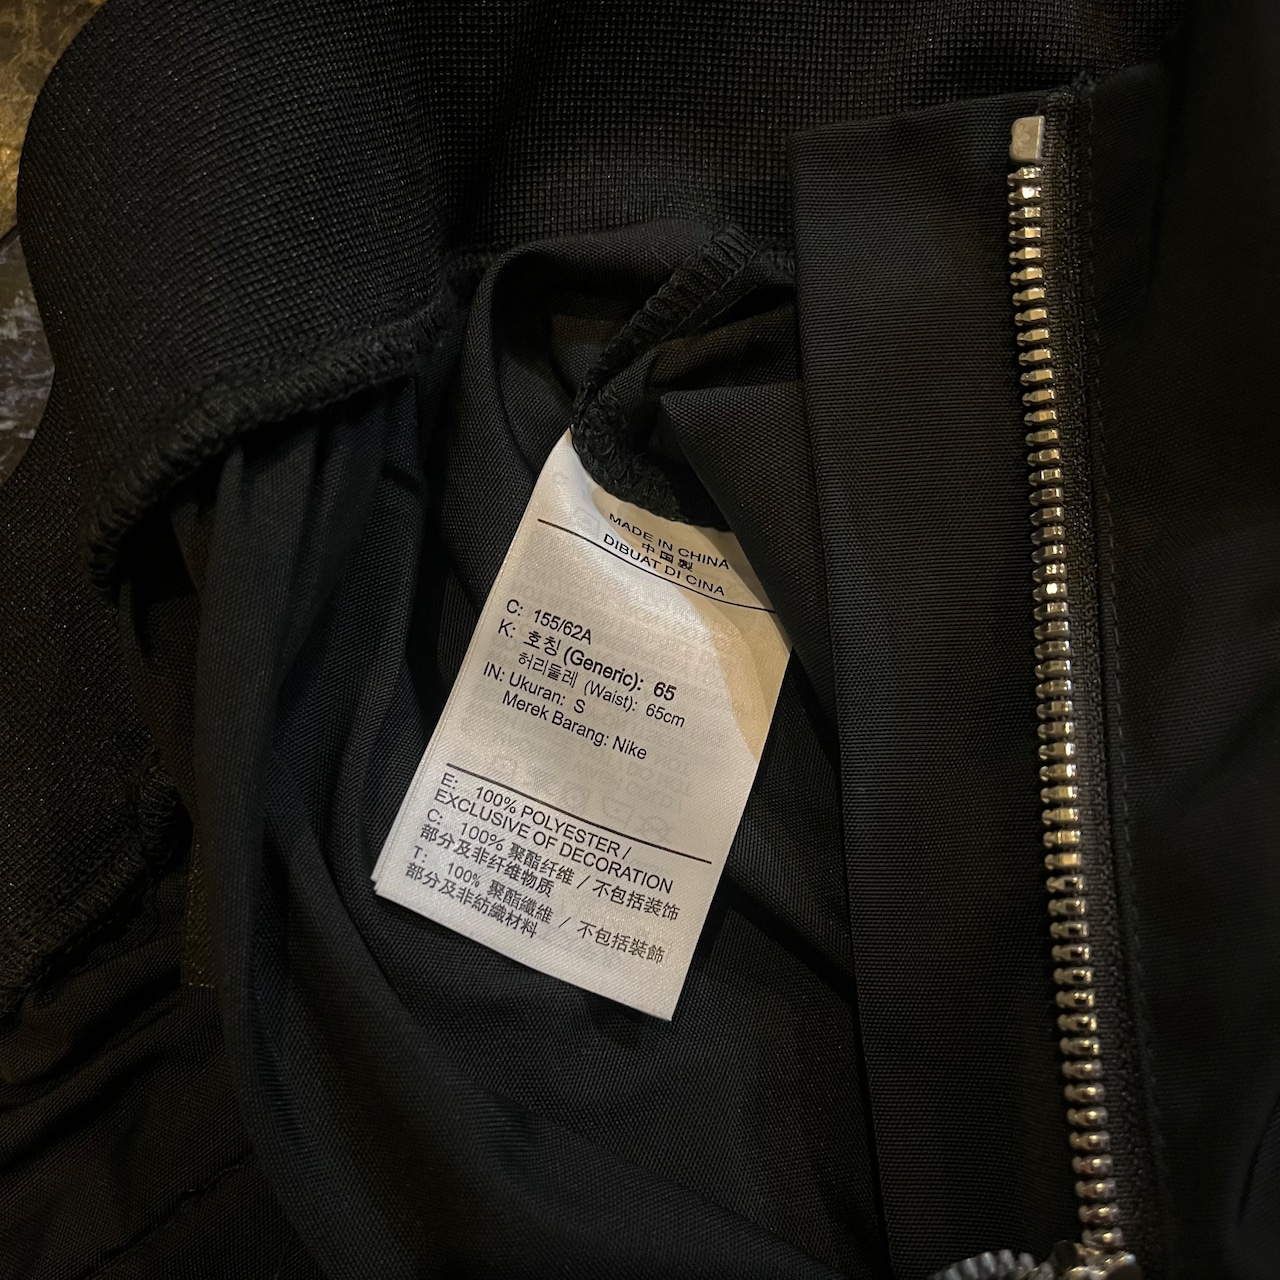 MADE IN CHINA
中国製
DIBUAT DI CINA
C: 155/62A
K: 호칭 (Generic): 65
허리둘레 (Waist): 65cm
IN: Ukuran: S
Merek Barang: Nike
E: 100% POLYESTER /
EXCLUSIVE OF DECORATION
C: 100% 聚酯纤维 / 不包括装饰
部分及非纤维物质
T: 100% 聚酯纖維 / 不包括裝飾
部分及非紡織材料